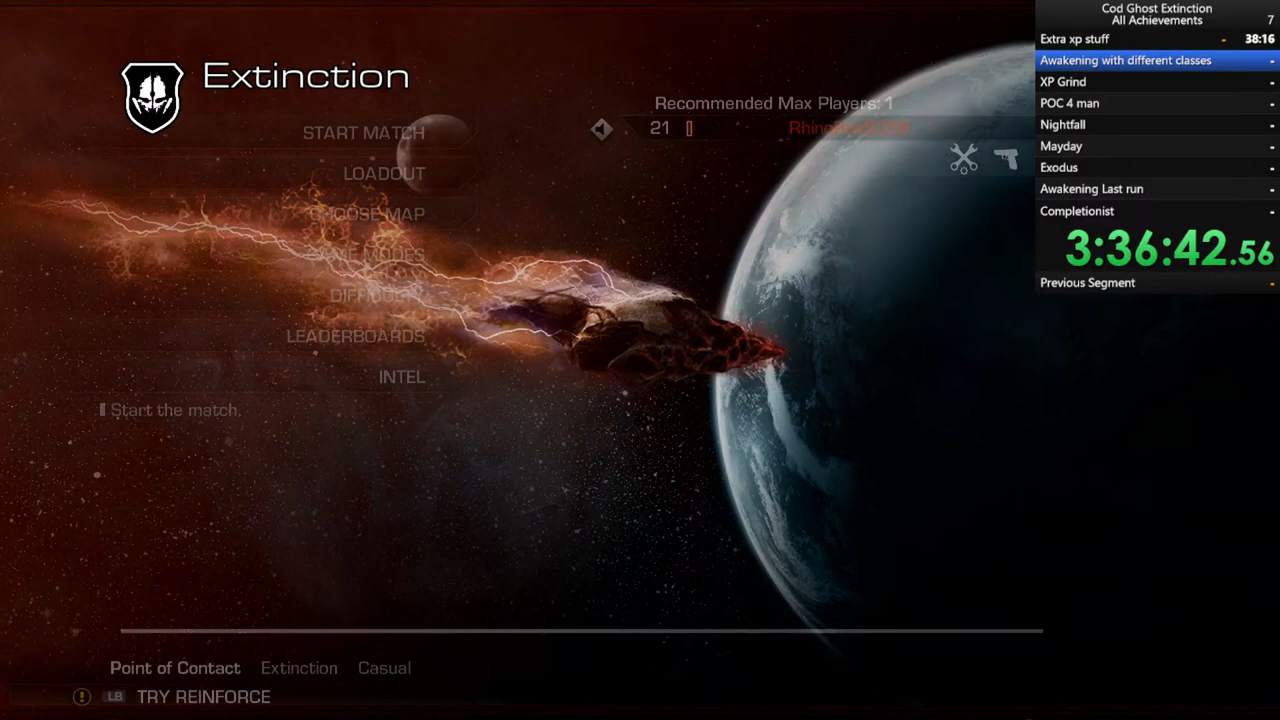 Extinction
START MATCH
LOADOUT
CHOOSE MAP
GAME MODES
DIFFICULTY
LEADERBOARDS
INTEL
Start the match.
Recommended Max Players: 1
21
Point of Contact Extinction Casual
LB TRY REINFORCE
Cod Ghost Extinction
All Achievements 7
Extra xp stuff - 38:16
Awakening with different classes -
XP Grind -
POC 4 man -
Nightfall -
Mayday -
Exodus -
Awakening Last run -
Completionist -
3:36:42.56
Previous Segment -